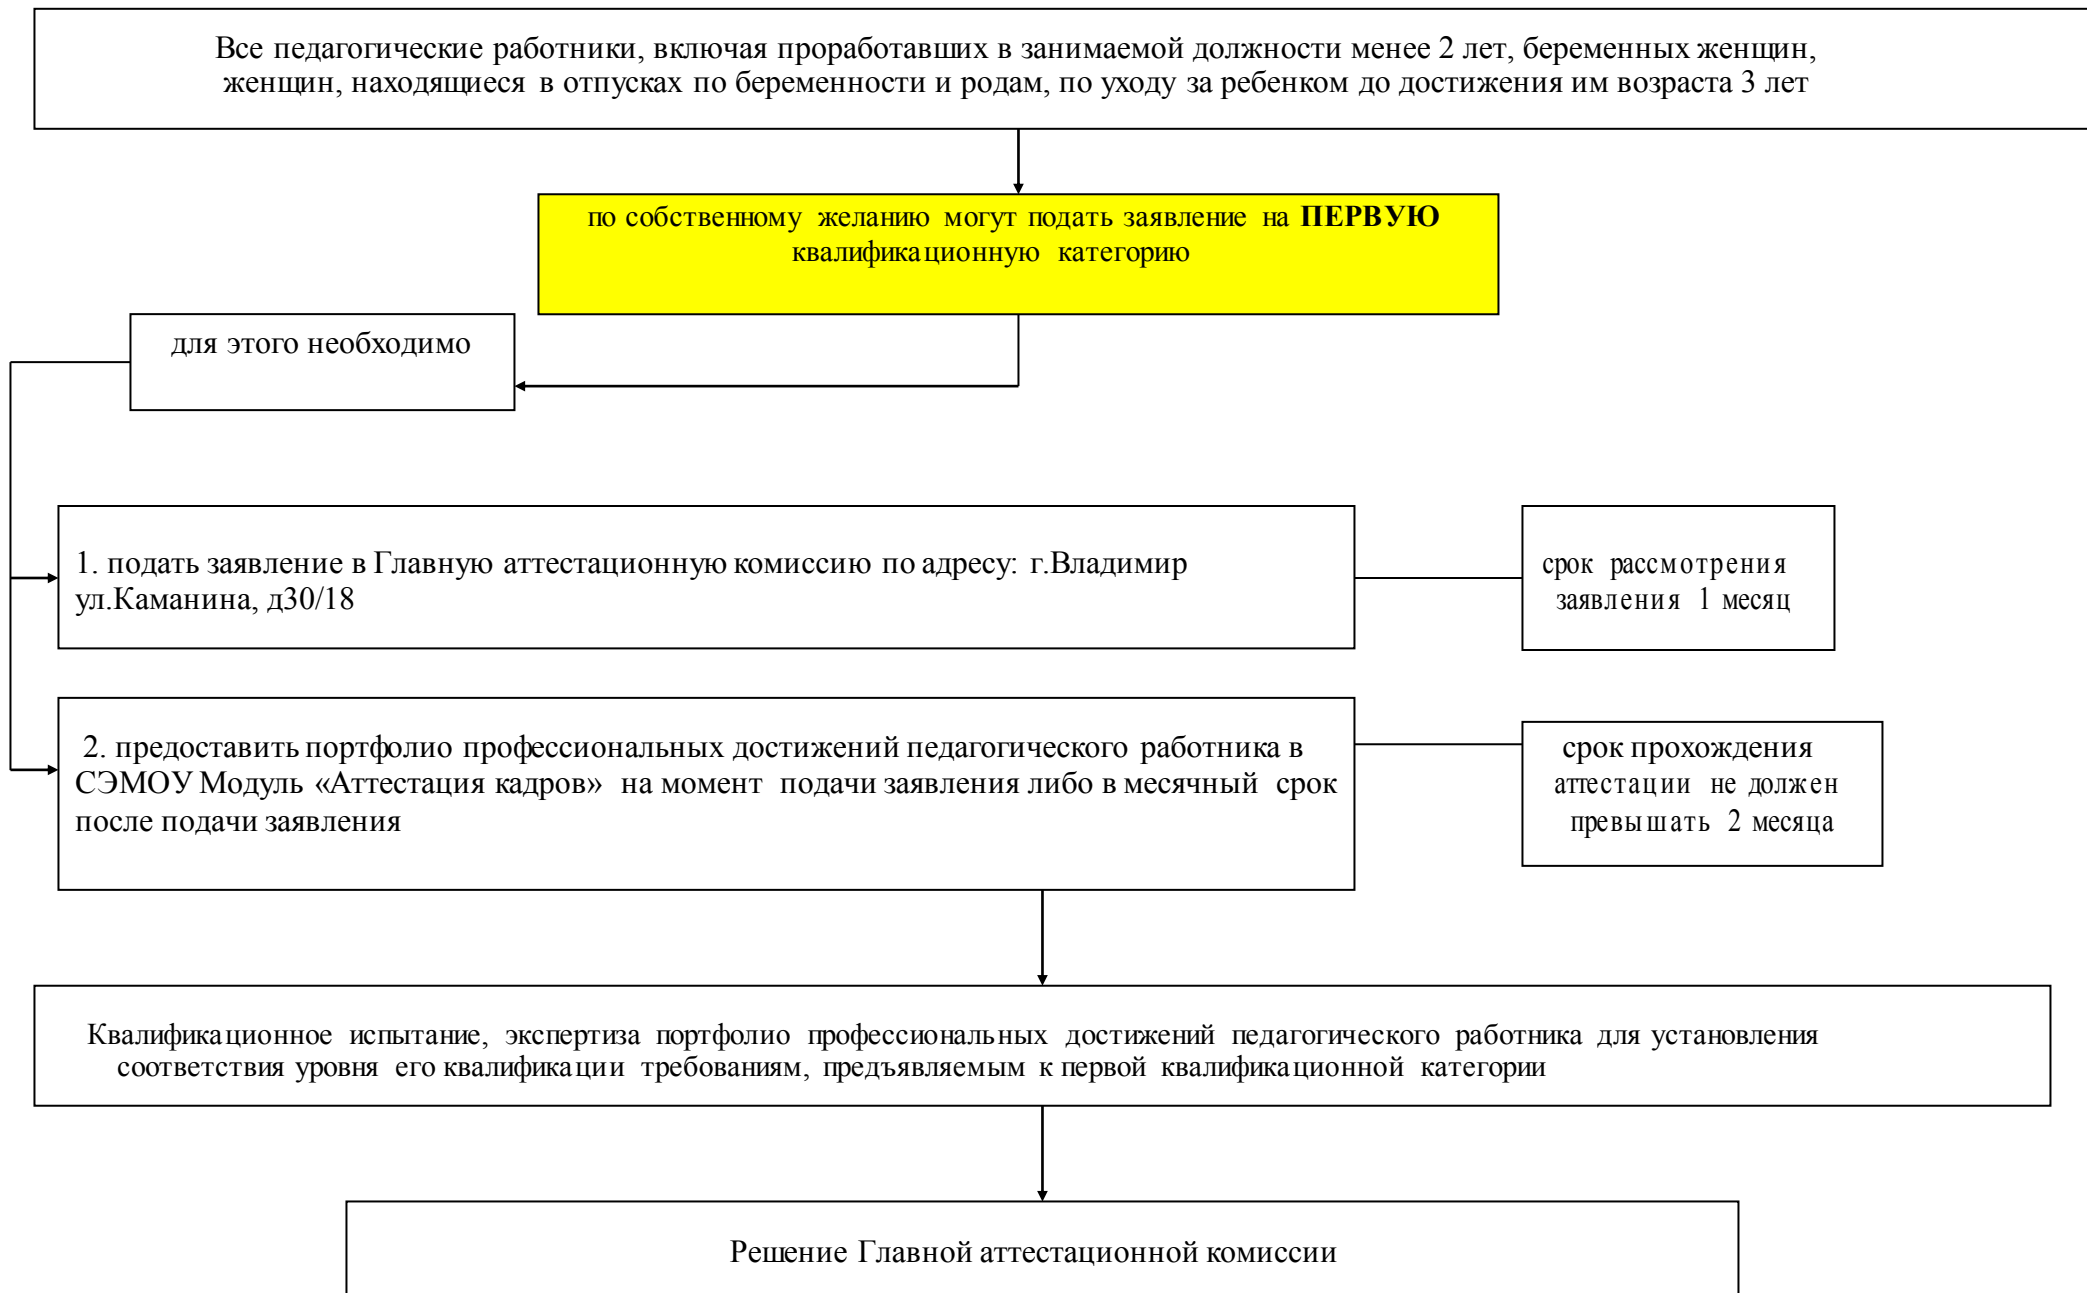 Все педагогические работники, включая проработавших в занимаемой должности менее 2 лет, беременных женщин,
женщин, находящиеся в отпусках по беременности и родам, по уходу за ребенком до достижения им возраста 3 лет
по собственному желанию могут подать заявление на ПЕРВУЮ
квалификационную категорию
для этого необходимо
1. подать заявление в Главную аттестационную комиссию по адресу: г.Владимир
ул.Каманина, д30/18
срок рассмотрения
заявления 1 месяц
2. предоставить портфолио профессиональных достижений педагогического работника в
СЭМОУ Модуль «Аттестация кадров» на момент подачи заявления либо в месячный срок
после подачи заявления
срок прохождения
аттестации не должен
превышать 2 месяца
Квалификационное испытание, экспертиза портфолио профессиональных достижений педагогического работника для установления
соответствия уровня его квалификации требованиям, предъявляемым к первой квалификационной категории
Решение Главной аттестационной комиссии